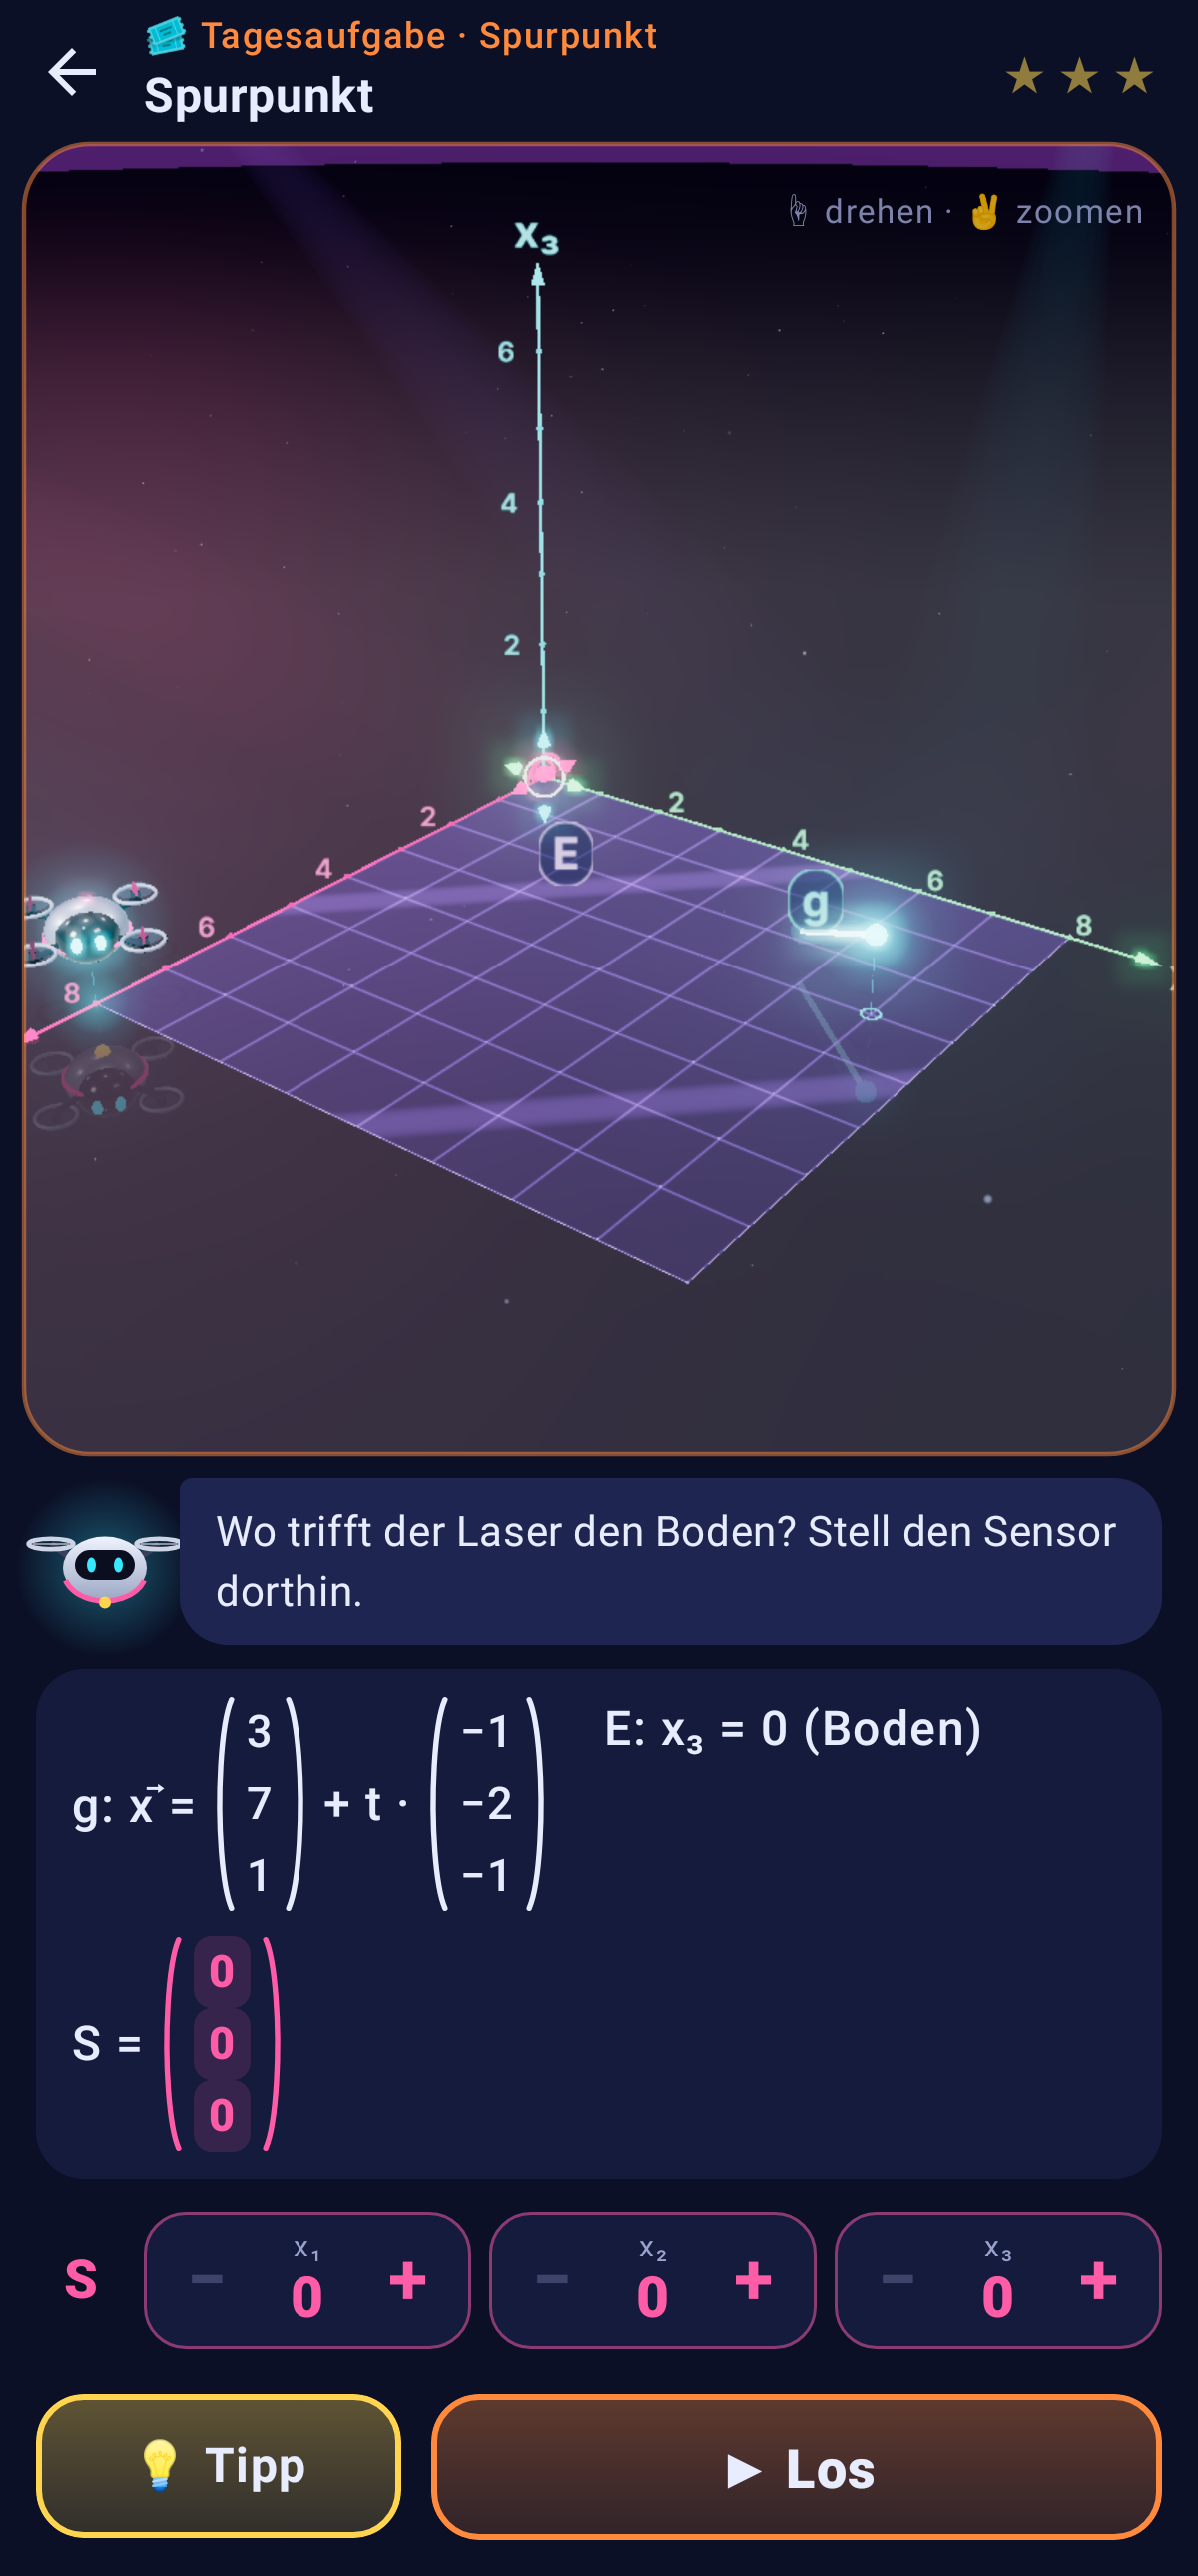 🎟️ Tagesaufgabe · Spurpunkt
Spurpunkt
★ ★ ★
☝ drehen · ✌ zoomen
x₃
6
4
2
2
4
6
8
2
4
6
8
E
g
Wo trifft der Laser den Boden? Stell den Sensor
dorthin.
g: x⃗ = (3 7 1) + t · (−1 −2 −1)
E: x₃ = 0 (Boden)
S = (0 0 0)
S
x₁
− 0 +
x₂
− 0 +
x₃
− 0 +
💡 Tipp
▶ Los